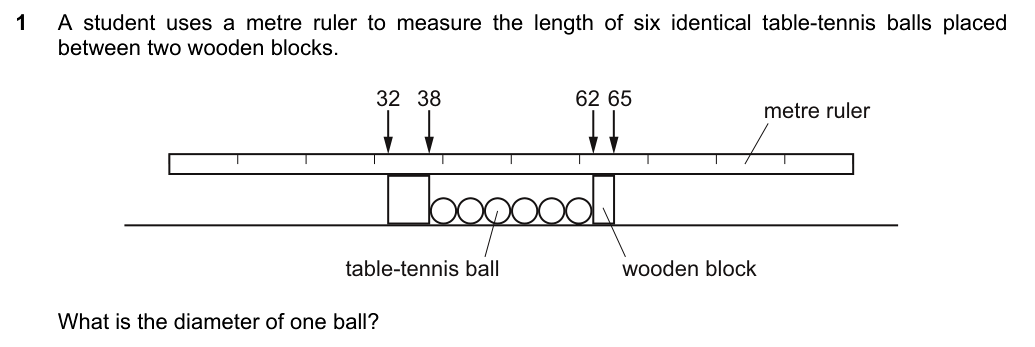 1 A student uses a metre ruler to measure the length of six identical table-tennis balls placed
between two wooden blocks.
32 38 62 65
metre ruler
table-tennis ball wooden block
What is the diameter of one ball?